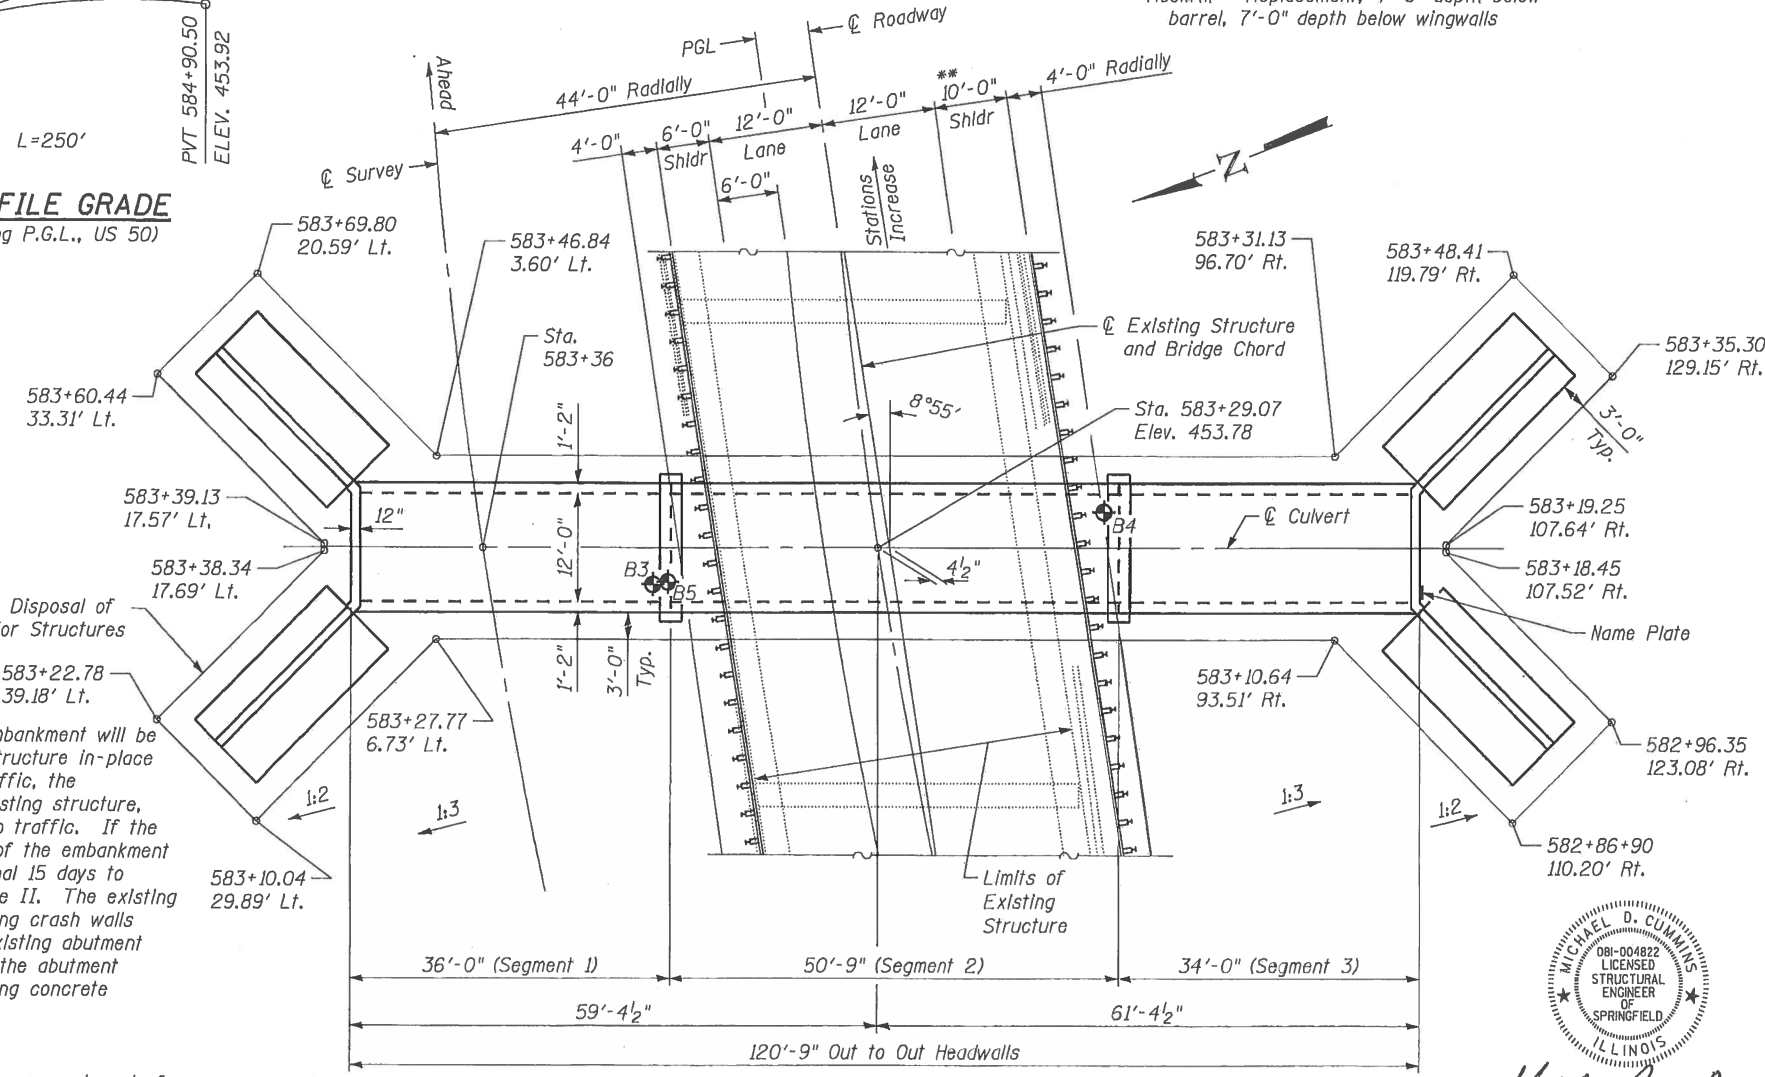 PVT 584+90.50
ELEV. 453.92
L=250'
FILE GRADE
P.G.L., US 50)
barrel, 7'-0" depth below wingwalls
Ahead
PGL
℄ Roadway
44'-0" Radially
4'-0"
6'-0"
Shldr
12'-0"
Lane
12'-0"
Lane
**
10'-0"
Shldr
4'-0" Radially
℄ Survey
6'-0"
Stations
Increase
N
583+69.80
20.59' Lt.
583+46.84
3.60' Lt.
583+31.13
96.70' Rt.
583+48.41
119.79' Rt.
Sta.
583+36
℄ Existing Structure
and Bridge Chord
583+35.30
129.15' Rt.
583+60.44
33.31' Lt.
8°55'
Sta. 583+29.07
Elev. 453.78
3'-0"
Typ.
1'-2"
583+39.13
17.57' Lt.
12"
12'-0"
B4
℄ Culvert
583+19.25
107.64' Rt.
583+38.34
17.69' Lt.
B3
B5
4½"
583+18.45
107.52' Rt.
Disposal of
Structures
Name Plate
583+22.78
39.18' Lt.
1'-2"
3'-0"
Typ.
583+10.64
93.51' Rt.
583+27.77
6.73' Lt.
582+96.35
123.08' Rt.
embankment will be
structure in-place
traffic, the
existing structure,
traffic. If the
of the embankment
15 days to
II. The existing
crash walls
existing abutment
the abutment
concrete
1:2
1:3
1:3
1:2
583+10.04
29.89' Lt.
582+86+90
110.20' Rt.
Limits of
Existing
Structure
36'-0" (Segment 1)
50'-9" (Segment 2)
34'-0" (Segment 3)
59'-4½"
61'-4½"
120'-9" Out to Out Headwalls
MICHAEL D. CUMMINS
081-004822
LICENSED
STRUCTURAL
ENGINEER
OF
SPRINGFIELD
ILLINOIS